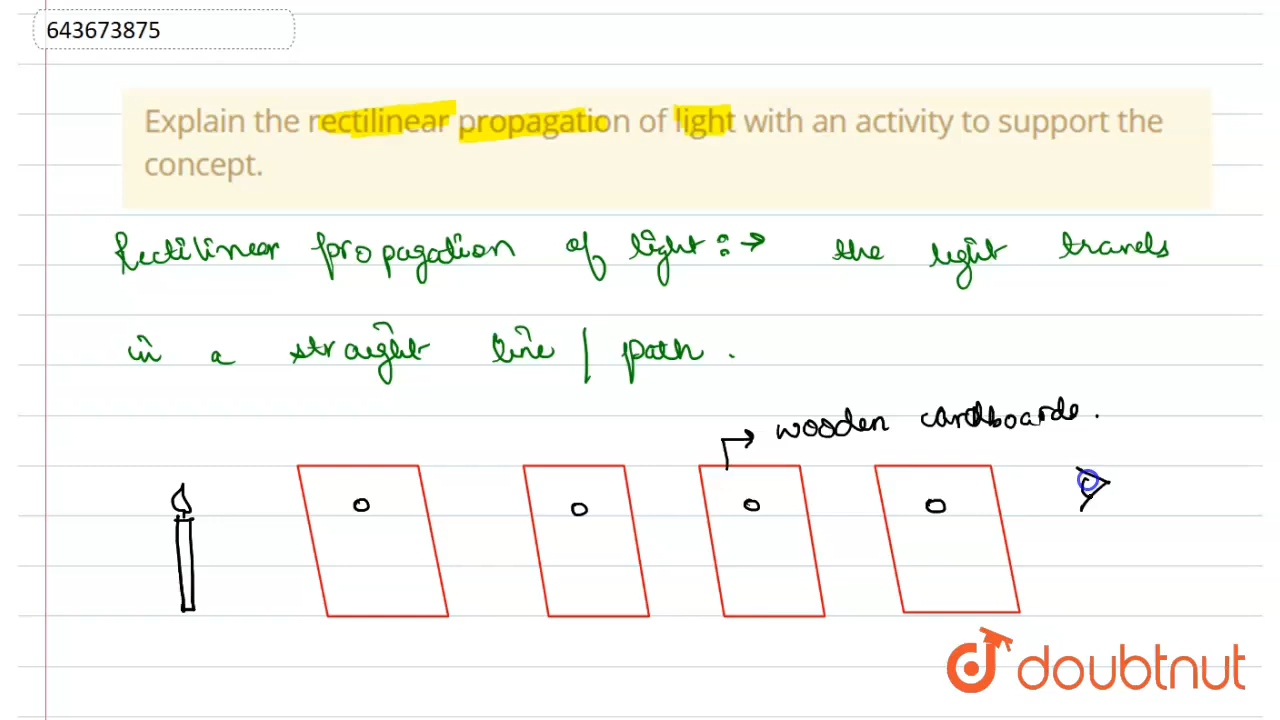 643673875
Explain the rectilinear propagation of light with an activity to support the
concept.
Rectilinear propagation of light :→ the light travels
in a straight line / path .
→ wooden cardboards .
doubtnut